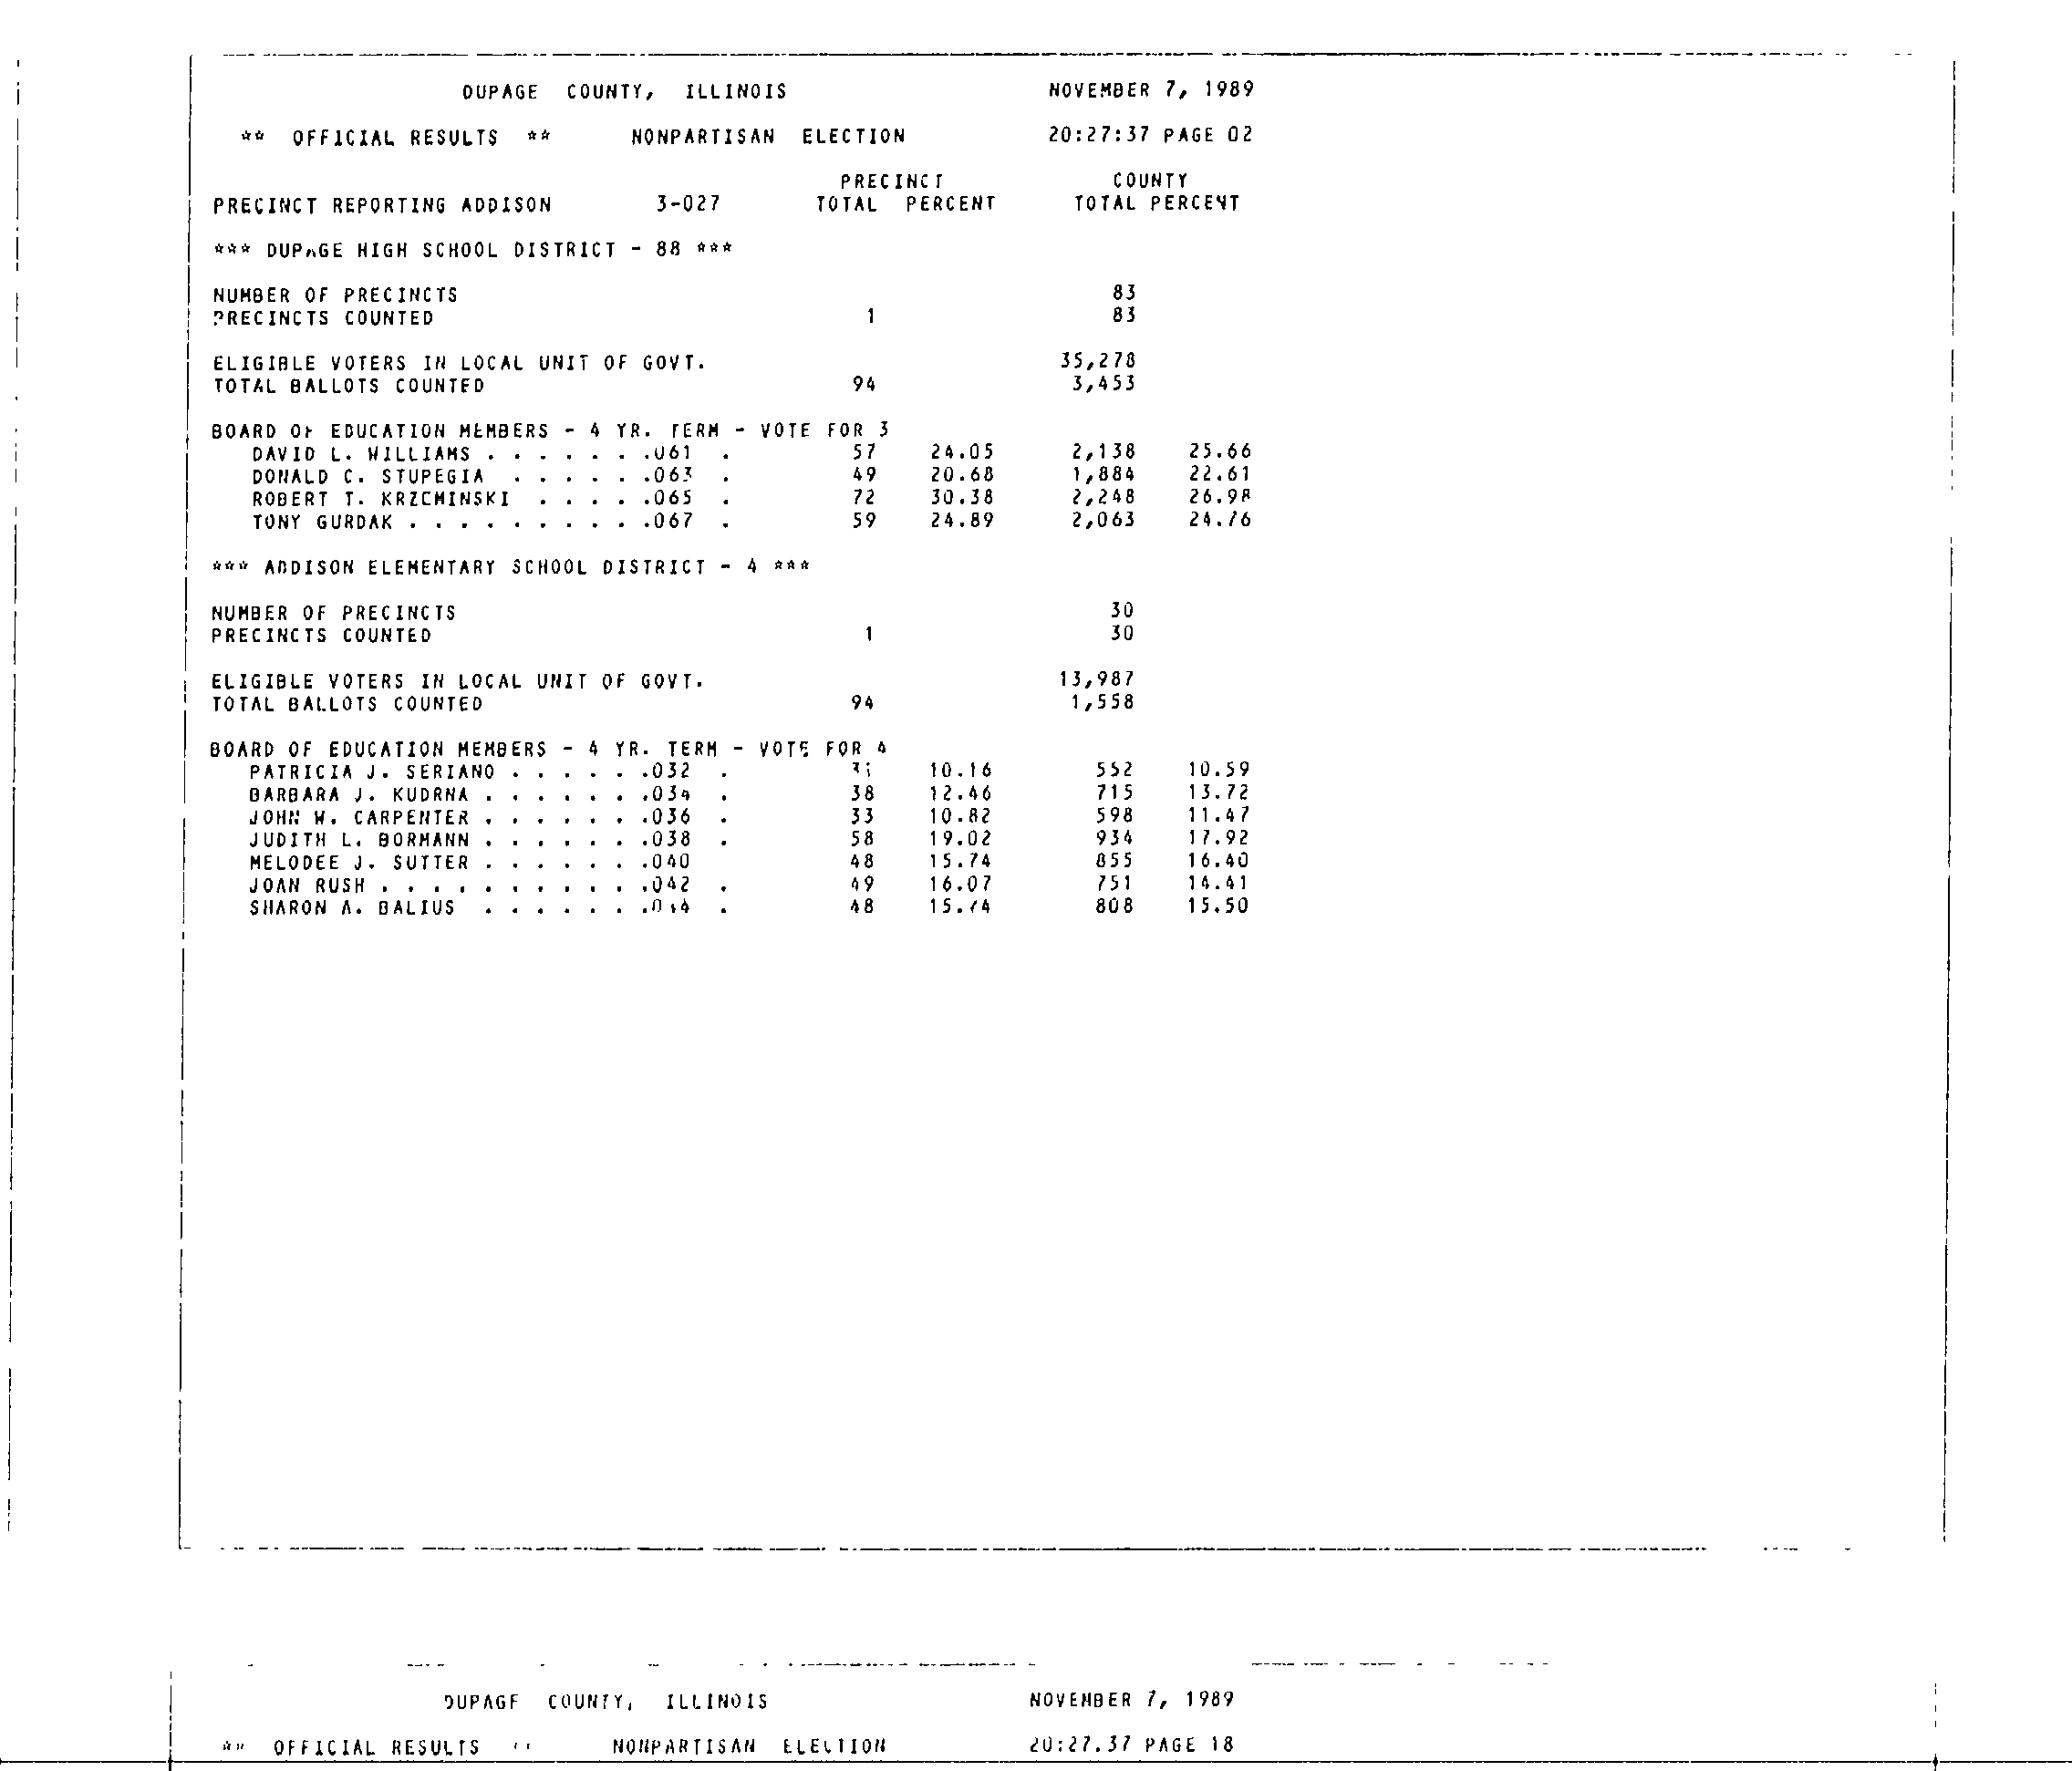 DUPAGE COUNTY, ILLINOIS NOVEMBER 7, 1989
** OFFICIAL RESULTS ** NONPARTISAN ELECTION 20:27:37 PAGE 02
PRECINCT COUNTY
PRECINCT REPORTING ADDISON 3-027 TOTAL PERCENT TOTAL PERCENT
*** DUPAGE HIGH SCHOOL DISTRICT - 88 ***
NUMBER OF PRECINCTS 83
PRECINCTS COUNTED 1 83
ELIGIBLE VOTERS IN LOCAL UNIT OF GOVT. 35,278
TOTAL BALLOTS COUNTED 94 3,453
BOARD OF EDUCATION MEMBERS - 4 YR. TERM - VOTE FOR 3
DAVID L. WILLIAMS . . . . . . .061 . 57 24.05 2,138 25.66
DONALD C. STUPEGIA . . . . . .063 . 49 20.68 1,884 22.61
ROBERT T. KRZCMINSKI . . . . .065 . 72 30.38 2,248 26.98
TONY GURDAK . . . . . . . . . .067 . 59 24.89 2,063 24.76
*** ADDISON ELEMENTARY SCHOOL DISTRICT - 4 ***
NUMBER OF PRECINCTS 30
PRECINCTS COUNTED 1 30
ELIGIBLE VOTERS IN LOCAL UNIT OF GOVT. 13,987
TOTAL BALLOTS COUNTED 94 1,558
BOARD OF EDUCATION MEMBERS - 4 YR. TERM - VOTE FOR 4
PATRICIA J. SERIANO . . . . . .032 . 31 10.16 552 10.59
BARBARA J. KUDRNA . . . . . . .034 . 38 12.46 715 13.72
JOHN W. CARPENTER . . . . . . .036 . 33 10.82 598 11.47
JUDITH L. BORMANN . . . . . . .038 . 58 19.02 934 17.92
MELODEE J. SUTTER . . . . . . .040 48 15.74 855 16.40
JOAN RUSH . . . . . . . . . . .042 . 49 16.07 751 14.41
SHARON A. BALIUS . . . . . . .044 . 48 15.74 808 15.50
DUPAGE COUNTY, ILLINOIS NOVEMBER 7, 1989
** OFFICIAL RESULTS ** NONPARTISAN ELECTION 20:27.37 PAGE 18